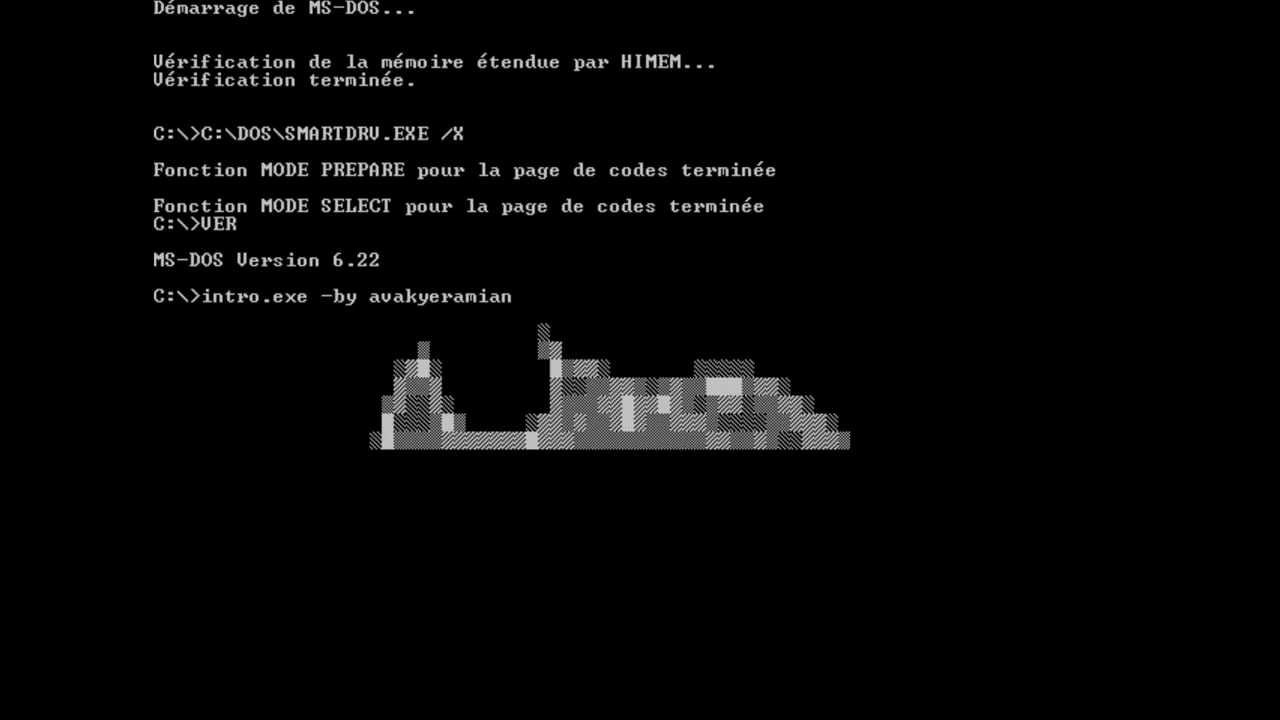 Démarrage de MS-DOS...
Vérification de la mémoire étendue par HIMEM...
Vérification terminée.
C:\>C:\DOS\SMARTDRV.EXE /X
Fonction MODE PREPARE pour la page de codes terminée
Fonction MODE SELECT pour la page de codes terminée
C:\>VER
MS-DOS Version 6.22
C:\>intro.exe -by avakyeramian